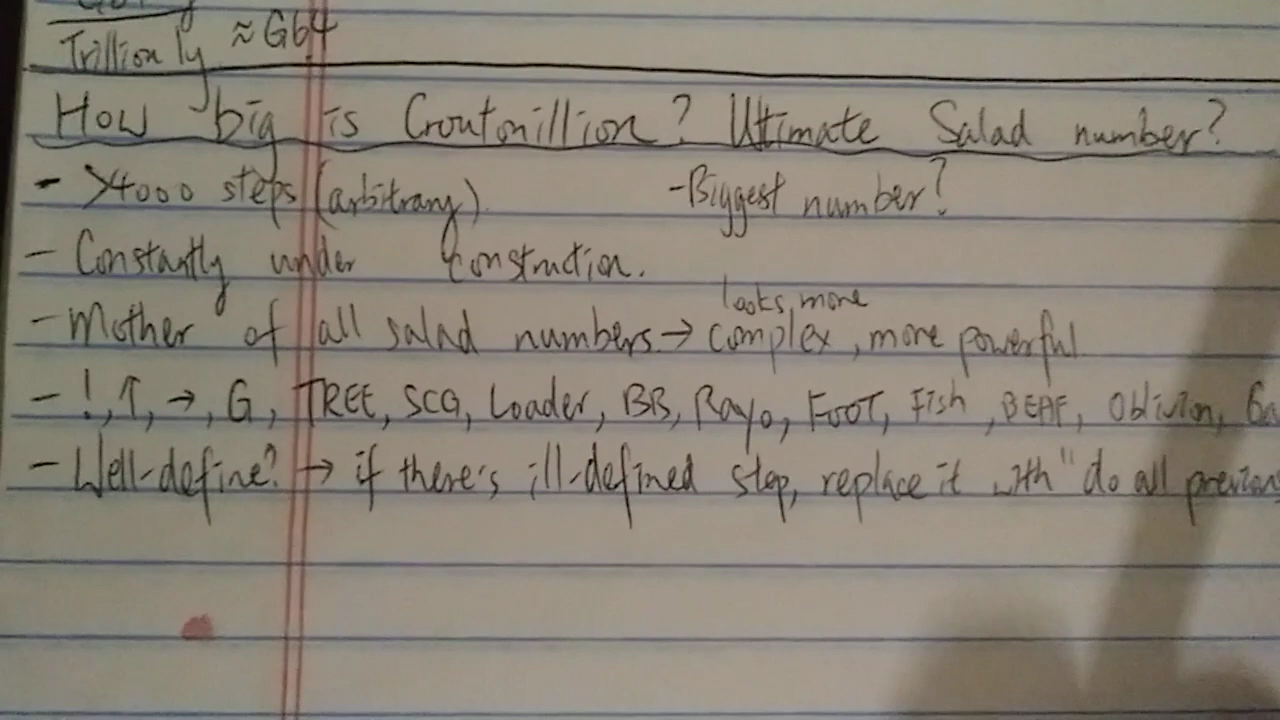 Trillionly ≈G64
How big is Croutonillion? Ultimate Salad number?
- >4000 steps (arbitrary). -Biggest number?
- Constantly under construction.
looks more
- Mother of all salad numbers → complex, more powerful
- !, ↑, →, G, TREE, SCG, Loader, BB, Rayo, FOOT, Fish, BEAF, Oblivion,
- Well-define? → if there's ill-defined step, replace it with "do all previous